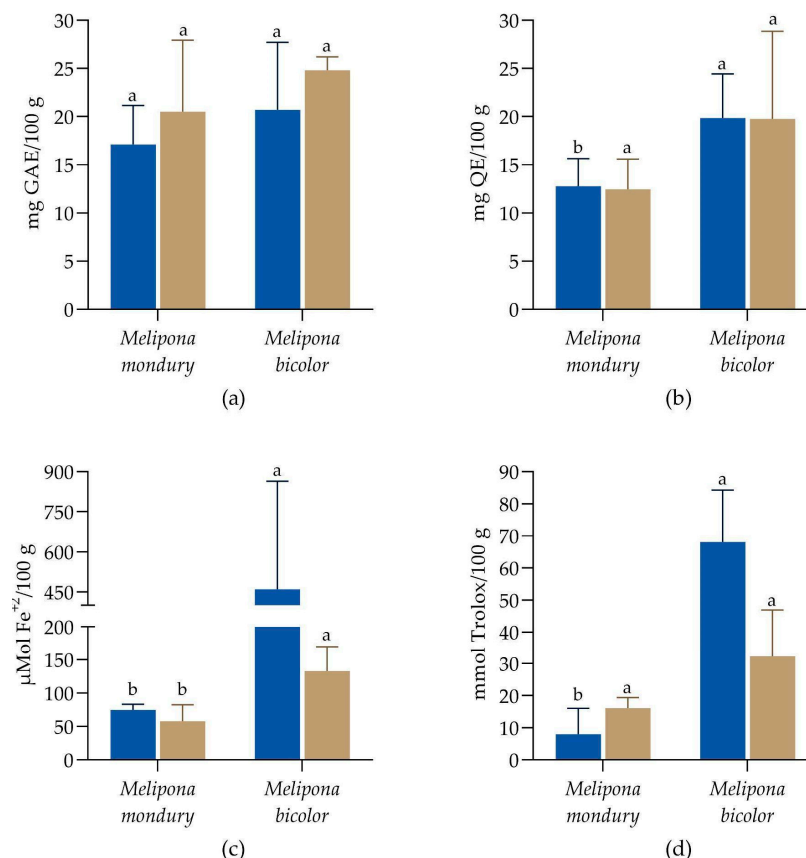 30
25
20
15
10
5
0
mg GAE/100 g
a
a
a
a
Melipona
mondury
Melipona
bicolor
(a)
30
25
20
15
10
5
0
mg QE/100 g
b
a
a
a
Melipona
mondury
Melipona
bicolor
(b)
900
750
600
450
200
150
100
50
0
µMol Fe⁺²/100 g
b
b
a
a
Melipona
mondury
Melipona
bicolor
(c)
90
80
70
60
50
40
30
20
10
0
mmol Trolox/100 g
b
a
a
a
Melipona
mondury
Melipona
bicolor
(d)